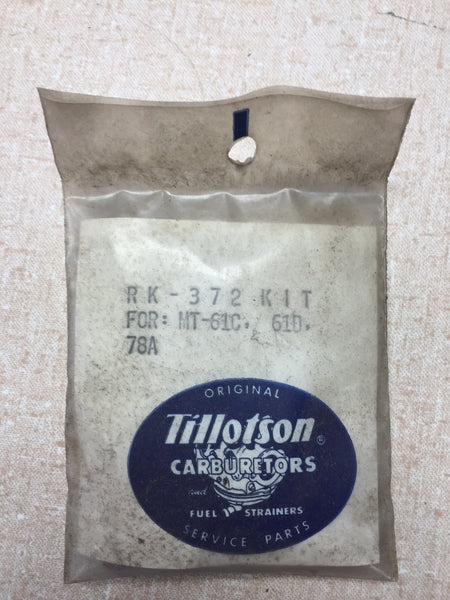 RK-372 KIT
FOR: MT-61C, 61D,
78A
ORIGINAL
Tillotson®
CARBURETORS
and
FUEL STRAINERS
SERVICE PARTS